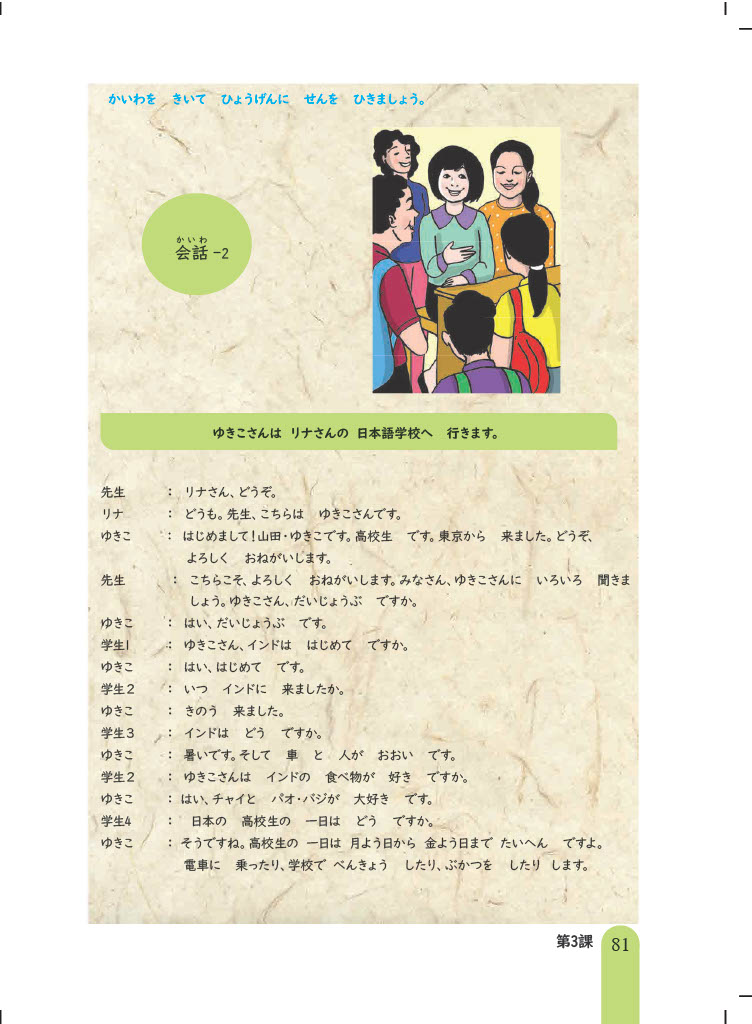 かいわを　きいて　ひょうげんに　せんを　ひきましょう。
かいわ
会話 -2
ゆきこさんは　リナさんの　日本語学校へ　行きます。
先生　：　リナさん、どうぞ。
リナ　：　どうも。先生、こちらは　ゆきこさんです。
ゆきこ　：　はじめまして！山田・ゆきこです。高校生　です。東京から　来ました。どうぞ、
よろしく　おねがいします。
先生　：　こちらこそ、よろしく　おねがいします。みなさん、ゆきこさんに　いろいろ　聞きま
しょう。ゆきこさん、だいじょうぶ　ですか。
ゆきこ　：　はい、だいじょうぶ　です。
学生1　：　ゆきこさん、インドは　はじめて　ですか。
ゆきこ　：　はい、はじめて　です。
学生２　：　いつ　インドに　来ましたか。
ゆきこ　：　きのう　来ました。
学生３　：　インドは　どう　ですか。
ゆきこ　：　暑いです。そして　車　と　人が　おおい　です。
学生２　：　ゆきこさんは　インドの　食べ物が　好き　ですか。
ゆきこ　：　はい、チャイと　パオ・バジが　大好き　です。
学生4　：　日本の　高校生の　一日は　どう　ですか。
ゆきこ　：　そうですね。高校生の　一日は　月よう日から　金よう日まで　たいへん　ですよ。
電車に　乗ったり、学校で　べんきょう　したり、ぶかつを　したり　します。
第3課　81